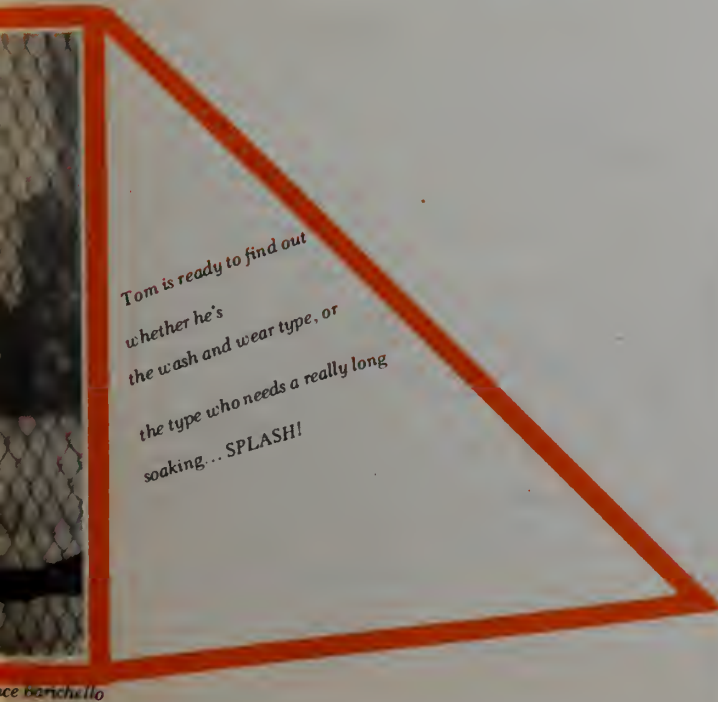 Tom is ready to find out
whether he's
the wash and wear type, or
the type who needs a really long
soaking... SPLASH!
barichello